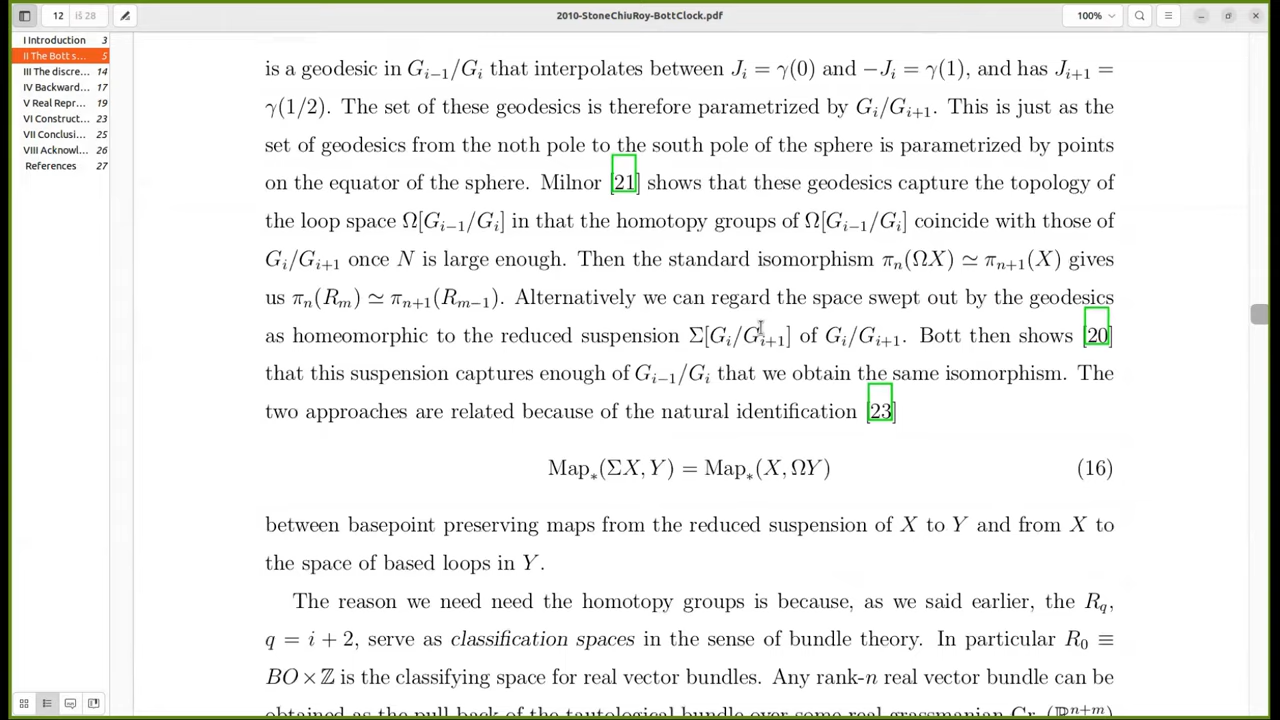 12 iš 28
2010-StoneChiuRoy-BottClock.pdf
100%
I Introduction 3
II The Bott s... 5
III The discre... 14
IV Backward... 17
V Real Repr... 19
VI Construct... 23
VII Conclusi... 25
VIII Acknowl... 26
References 27
is a geodesic in G_{i−1}/G_i that interpolates between J_i = γ(0) and −J_i = γ(1), and has J_{i+1} =
γ(1/2). The set of these geodesics is therefore parametrized by G_i/G_{i+1}. This is just as the
set of geodesics from the noth pole to the south pole of the sphere is parametrized by points
on the equator of the sphere. Milnor [21] shows that these geodesics capture the topology of
the loop space Ω[G_{i−1}/G_i] in that the homotopy groups of Ω[G_{i−1}/G_i] coincide with those of
G_i/G_{i+1} once N is large enough. Then the standard isomorphism π_n(ΩX) ≃ π_{n+1}(X) gives
us π_n(R_m) ≃ π_{n+1}(R_{m−1}). Alternatively we can regard the space swept out by the geodesics
as homeomorphic to the reduced suspension Σ[G_i/G_{i+1}] of G_i/G_{i+1}. Bott then shows [20]
that this suspension captures enough of G_{i−1}/G_i that we obtain the same isomorphism. The
two approaches are related because of the natural identification [23]
Map_*(ΣX, Y) = Map_*(X, ΩY) (16)
between basepoint preserving maps from the reduced suspension of X to Y and from X to
the space of based loops in Y.
The reason we need need the homotopy groups is because, as we said earlier, the R_q,
q = i + 2, serve as classification spaces in the sense of bundle theory. In particular R_0 ≡
BO × ℤ is the classifying space for real vector bundles. Any rank-n real vector bundle can be
obtained as the pull back of the tautological bundle over some real grassmanian Gr_n(ℝ^{n+m})